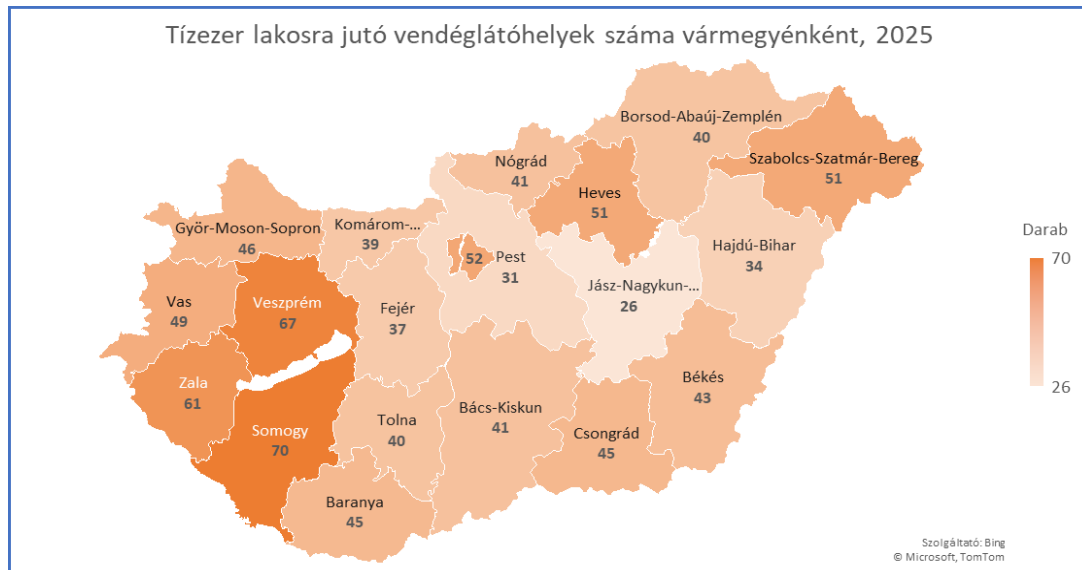 Tízezer lakosra jutó vendéglátóhelyek száma vármegyénként, 2025
Borsod-Abaúj-Zemplén
40
Szabolcs-Szatmár-Bereg
51
Nógrád
41
Heves
51
Győr-Moson-Sopron
46
Komárom-...
39
52
Pest
31
Hajdú-Bihar
34
Jász-Nagykun-...
26
Vas
49
Veszprém
67
Fejér
37
Zala
61
Somogy
70
Tolna
40
Bács-Kiskun
41
Békés
43
Csongrád
45
Baranya
45
Darab
70
26
Szolgáltató: Bing
© Microsoft, TomTom